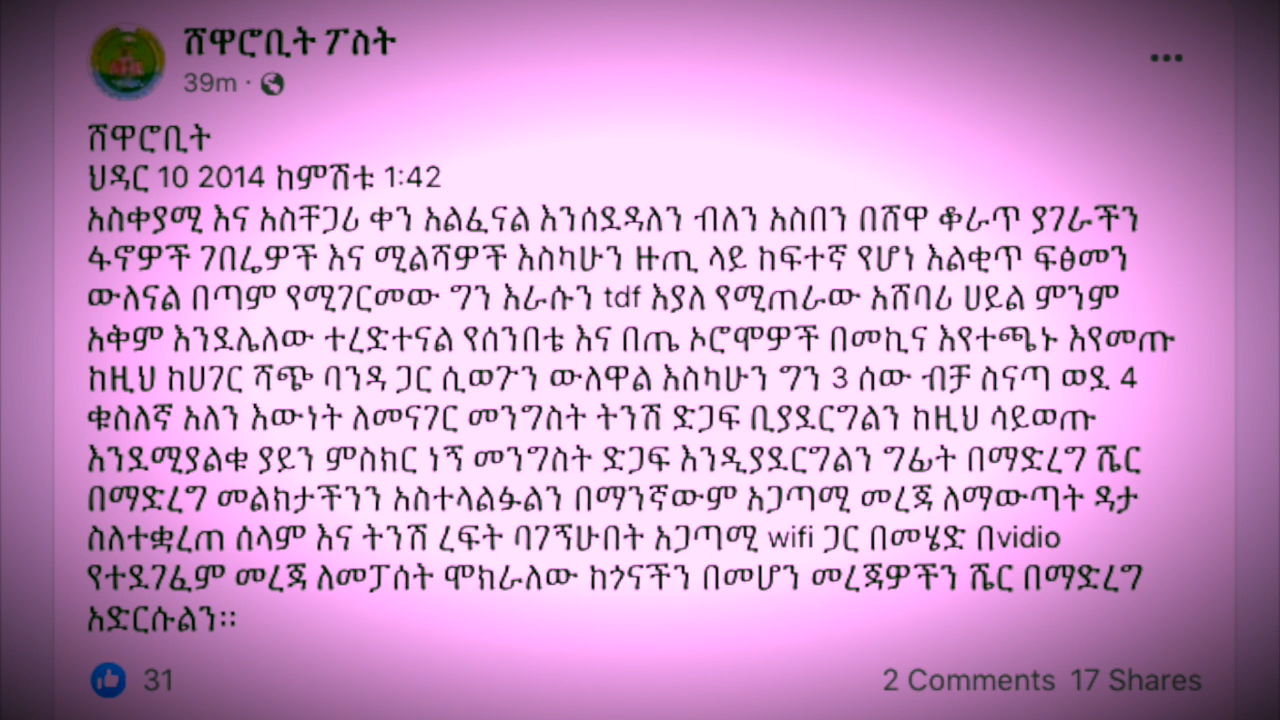 ሸዋሮቢት ፖስት
39m ·
ሸዋሮቢት
ህዳር 10 2014 ከምሽቱ 1:42
አስቀያሚ እና አስቸጋሪ ቀን አልፈናል እንሰደዳለን ብለን አስበን በሸዋ ቆራጥ ያገራችን
ፋኖዎች ገበሬዎች እና ሚልሻዎች እስካሁን ዙጢ ላይ ከፍተኛ የሆነ እልቂጥ ፍፅመን
ውለናል በጣም የሚገርመው ግን እራሱን tdf እያለ የሚጠራው አሸባሪ ሀይል ምንም
አቅም እንደሌለው ተረድተናል የሰንበቴ እና በጤ ኦሮሞዎች በመኪና እየተጫኑ እየመጡ
ከዚህ ከሀገር ሻጭ ባንዳ ጋር ሲወጉን ውለዋል እስካሁን ግን 3 ሰው ብቻ ስናጣ ወደ 4
ቁስለኛ አለን እውነት ለመናገር መንግስት ትንሽ ድጋፍ ቢያደርግልን ከዚህ ሳይወጡ
እንደሚያልቁ ያይን ምስክር ነኝ መንግስት ድጋፍ እንዲያደርግልን ግፊት በማድረግ ሼር
በማድረግ መልክታችንን አስተላልፉልን በማንኛውም አጋጣሚ መረጃ ለማውጣት ዳታ
ስለተቋረጠ ሰላም እና ትንሽ ረፍት ባገኝሁበት አጋጣሚ wifi ጋር በመሄድ በvidio
የተደገፈም መረጃ ለመፓሰት ሞክራለው ከጎናችን በመሆን መረጃዎችን ሼር በማድረግ
አድርሱልን፡፡
31
2 Comments 17 Shares